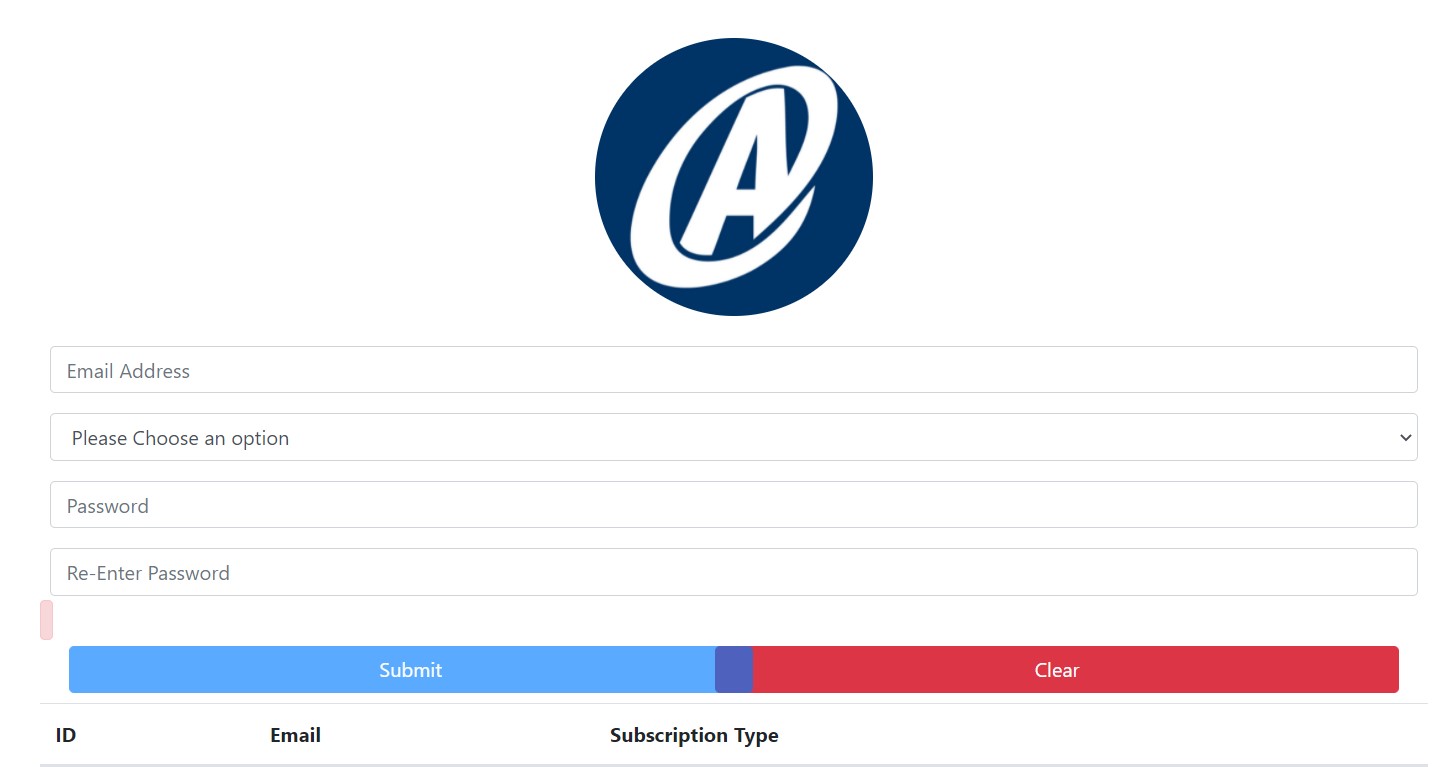 A
Email Address
Please Choose an option
Password
Re-Enter Password
Submit Clear
ID Email Subscription Type